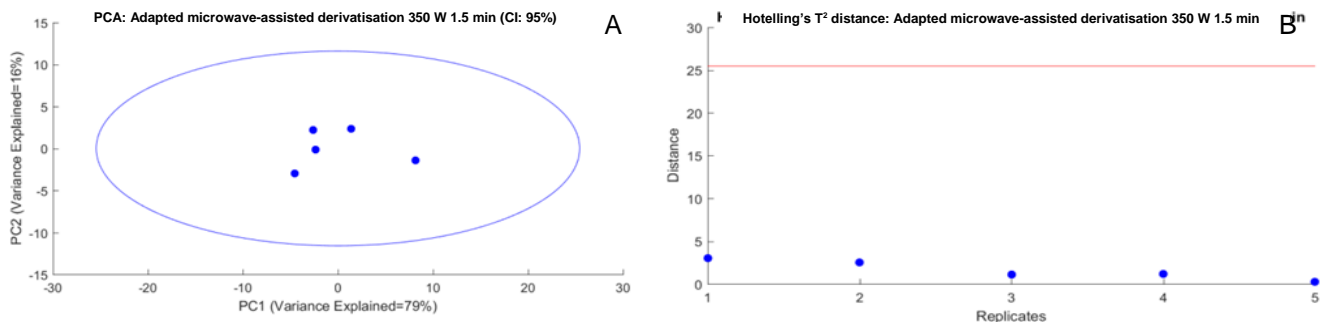 PCA: Adapted microwave-assisted derivatisation 350 W 1.5 min (CI: 95%)
A
15
10
5
0
-5
-10
-15
PC2 (Variance Explained=16%)
-30
-20
-10
0
10
20
30
PC1 (Variance Explained=79%)
Hotelling's T² distance: Adapted microwave-assisted derivatisation 350 W 1.5 min
B
in
30
25
20
15
10
5
0
Distance
1
2
3
4
5
Replicates